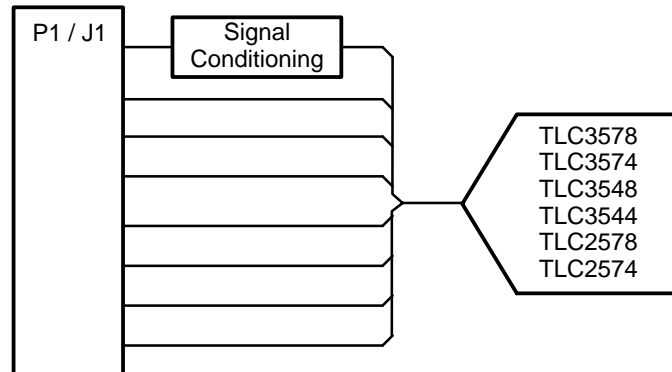 P1 / J1
Signal
Conditioning
TLC3578
TLC3574
TLC3548
TLC3544
TLC2578
TLC2574